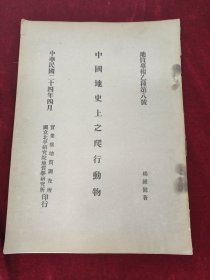 地質專報乙種第八號
中國地史上之爬行動物
楊鍾健著
中華民國二十四年四月
實業部地質調查所
國立北平研究院地質學研究所
印行